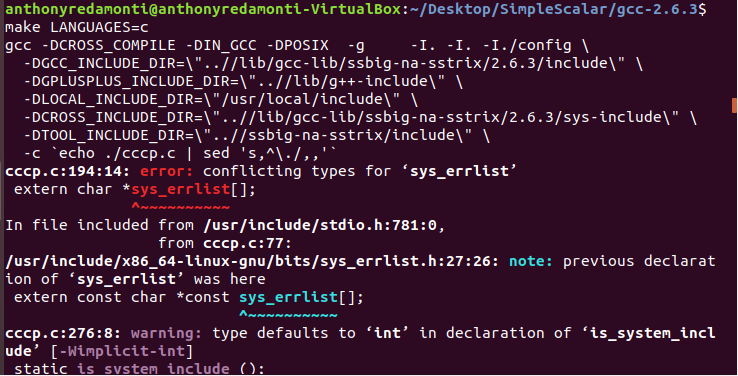 anthonyredamonti@anthonyredamonti-VirtualBox:~/Desktop/SimpleScalar/gcc-2.6.3$
make LANGUAGES=c
gcc -DCROSS_COMPILE -DIN_GCC -DPOSIX  -g     -I. -I. -I./config \
  -DGCC_INCLUDE_DIR=\"..//lib/gcc-lib/ssbig-na-sstrix/2.6.3/include\" \
  -DGPLUSPLUS_INCLUDE_DIR=\"..//lib/g++-include\" \
  -DLOCAL_INCLUDE_DIR=\"/usr/local/include\" \
  -DCROSS_INCLUDE_DIR=\"..//lib/gcc-lib/ssbig-na-sstrix/2.6.3/sys-include\" \
  -DTOOL_INCLUDE_DIR=\"..//ssbig-na-sstrix/include\" \
  -c `echo ./cccp.c | sed 's,^\./,,'`
cccp.c:194:14: error: conflicting types for ‘sys_errlist’
 extern char *sys_errlist[];
              ^~~~~~~~~~~
In file included from /usr/include/stdio.h:781:0,
                 from cccp.c:77:
/usr/include/x86_64-linux-gnu/bits/sys_errlist.h:27:26: note: previous declarat
ion of ‘sys_errlist’ was here
 extern const char *const sys_errlist[];
                          ^~~~~~~~~~~
cccp.c:276:8: warning: type defaults to ‘int’ in declaration of ‘is_system_incl
ude’ [-Wimplicit-int]
 static is_system_include ();